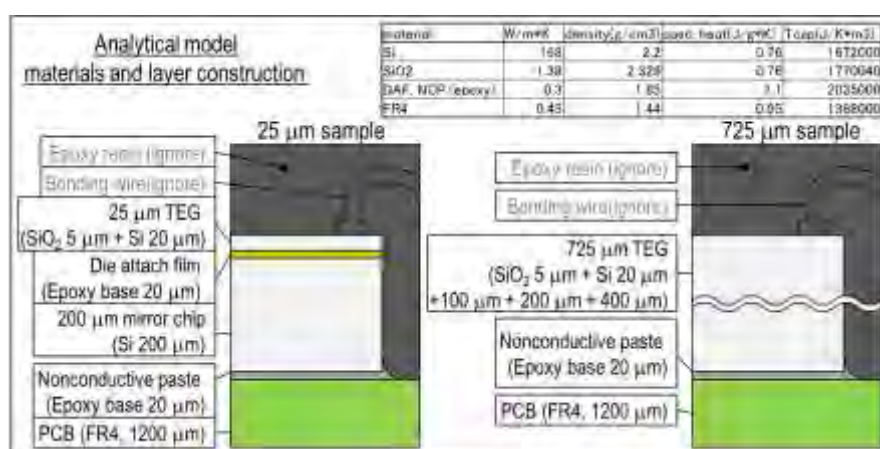 Analytical model
materials and layer construction
material W/m*K density(g/cm3) spec. heat(J/g*K) Tcap(J/K*m3)
Si 168 2.2 0.76 1672000
SiO2 1.38 2.329 0.76 1770040
DAF, NCP (epoxy) 0.3 1.85 1.1 2035000
FR4 0.45 1.44 0.95 1368000
25 μm sample
Epoxy resin (ignore)
Bonding wire(ignore)
25 μm TEG
(SiO₂ 5 μm + Si 20 μm)
Die attach film
(Epoxy base 20 μm)
200 μm mirror chip
(Si 200 μm)
Nonconductive paste
(Epoxy base 20 μm)
PCB (FR4, 1200 μm)
725 μm sample
Epoxy resin (ignore)
Bonding wire(ignore)
725 μm TEG
(SiO₂ 5 μm + Si 20 μm
+100 μm + 200 μm + 400 μm)
Nonconductive paste
(Epoxy base 20 μm)
PCB (FR4, 1200 μm)